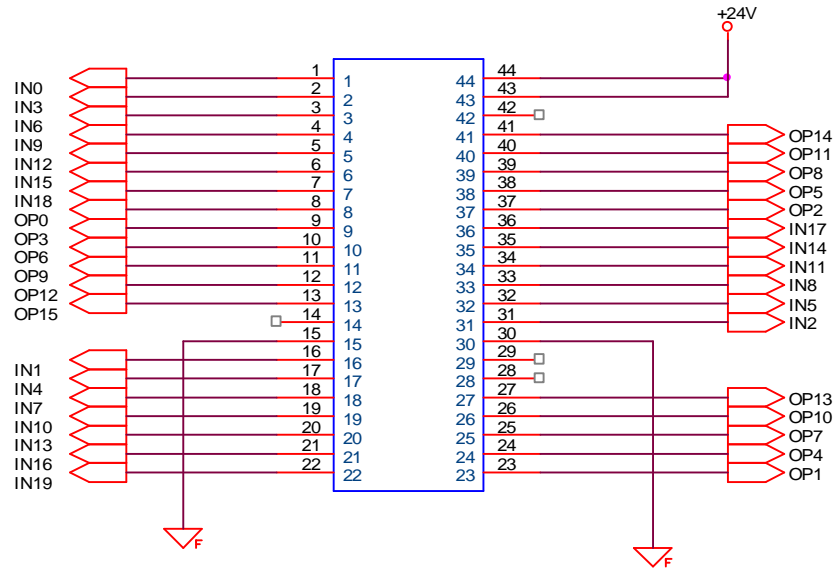 +24V
1 1 44 44
IN0 2 2 43 43
IN3 3 3 42 42
IN6 4 4 41 41 OP14
IN9 5 5 40 40 OP11
IN12 6 6 39 39 OP8
IN15 7 7 38 38 OP5
IN18 8 8 37 37 OP2
OP0 9 9 36 36 IN17
OP3 10 10 35 35 IN14
OP6 11 11 34 34 IN11
OP9 12 12 33 33 IN8
OP12 13 13 32 32 IN5
OP15 14 14 31 31 IN2
15 15 30 30
16 16 29 29
IN1 17 17 28 28
IN4 18 18 27 27 OP13
IN7 19 19 26 26 OP10
IN10 20 20 25 25 OP7
IN13 21 21 24 24 OP4
IN16 22 22 23 23 OP1
IN19
F
F